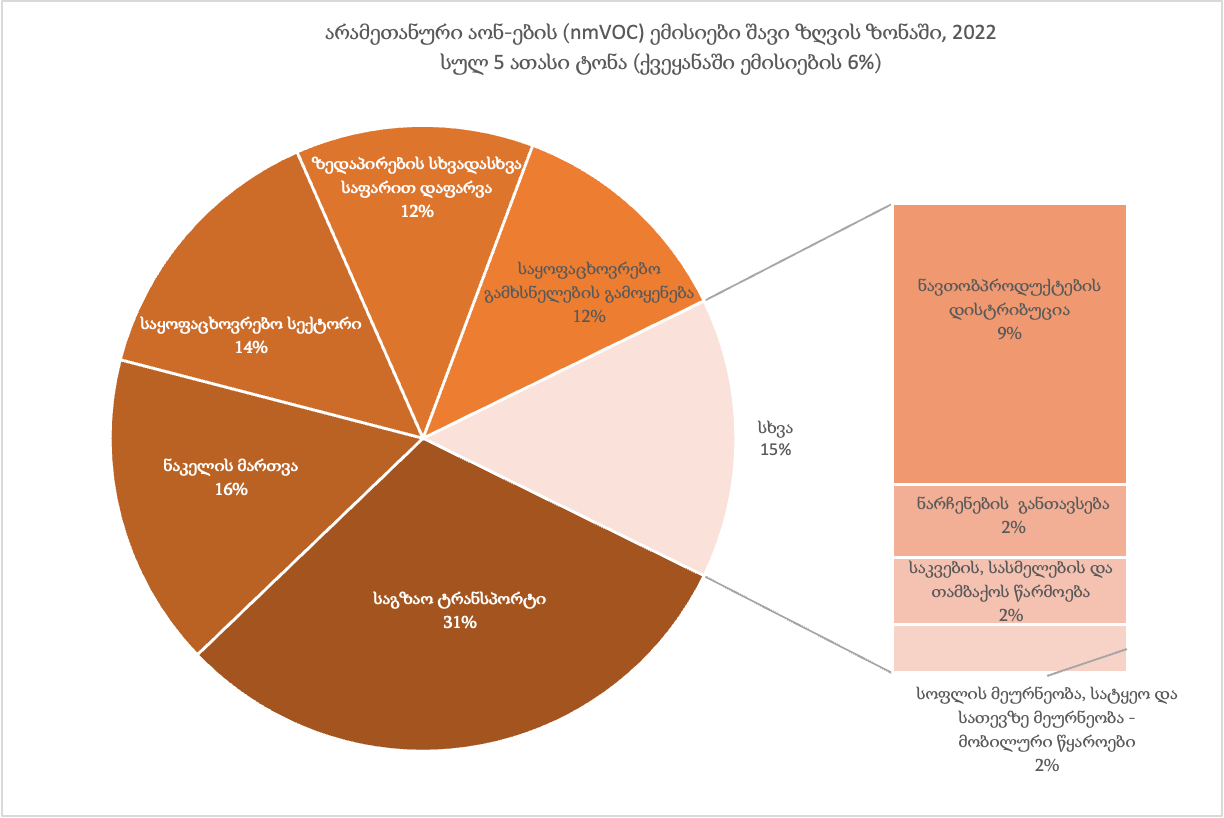 არამეთანური აონ-ების (nmVOC) ემისიები შავი ზღვის ზონაში, 2022
სულ 5 ათასი ტონა (ქვეყანაში ემისიების 6%)
ზედაპირების სხვადასხვა
საფარით დაფარვა
12%
საყოფაცხოვრებო
გამხსნელების გამოყენება
12%
საყოფაცხოვრებო სექტორი
14%
ნაკელის მართვა
16%
საგზაო ტრანსპორტი
31%
სხვა
15%
ნავთობპროდუქტების
დისტრიბუცია
9%
ნარჩენების განთავსება
2%
საკვების, სასმელების და
თამბაქოს წარმოება
2%
სოფლის მეურნეობა, სატყეო და
სათევზე მეურნეობა -
მობილური წყაროები
2%